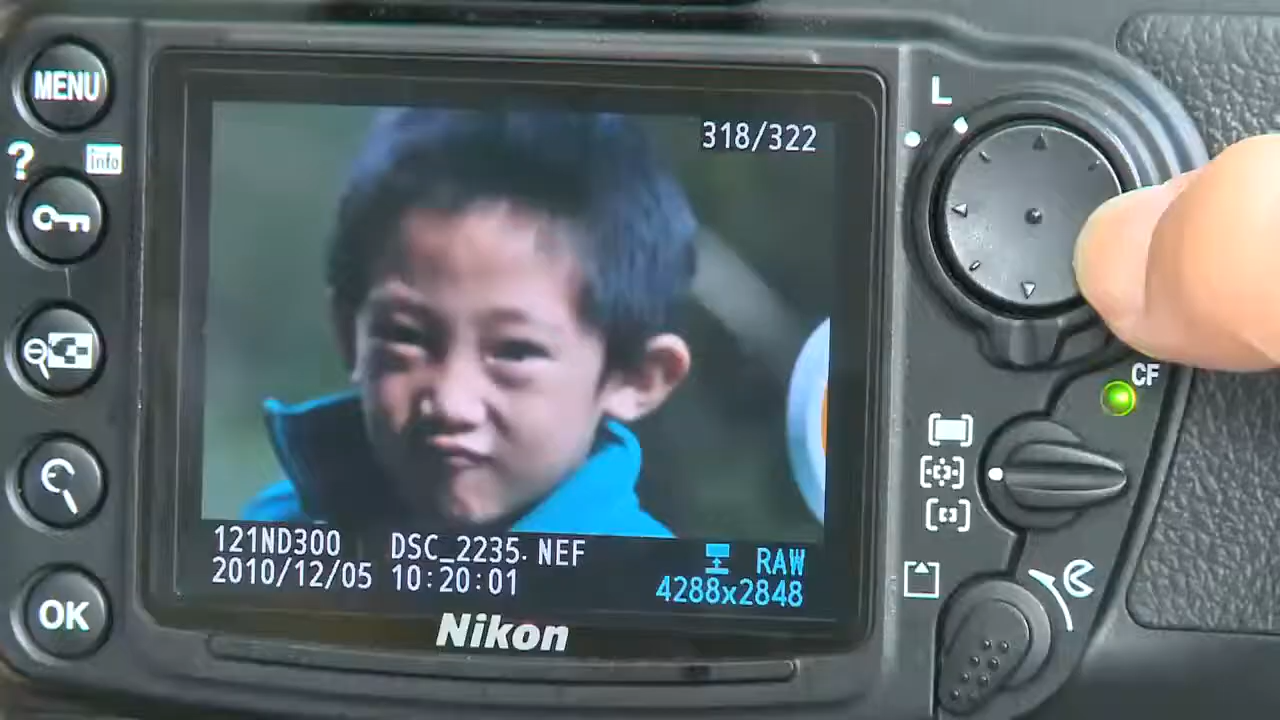 MENU
L
318/322
?
info
CF
121ND300 DSC_2235.NEF
RAW
2010/12/05 10:20:01
4288x2848
OK
Nikon